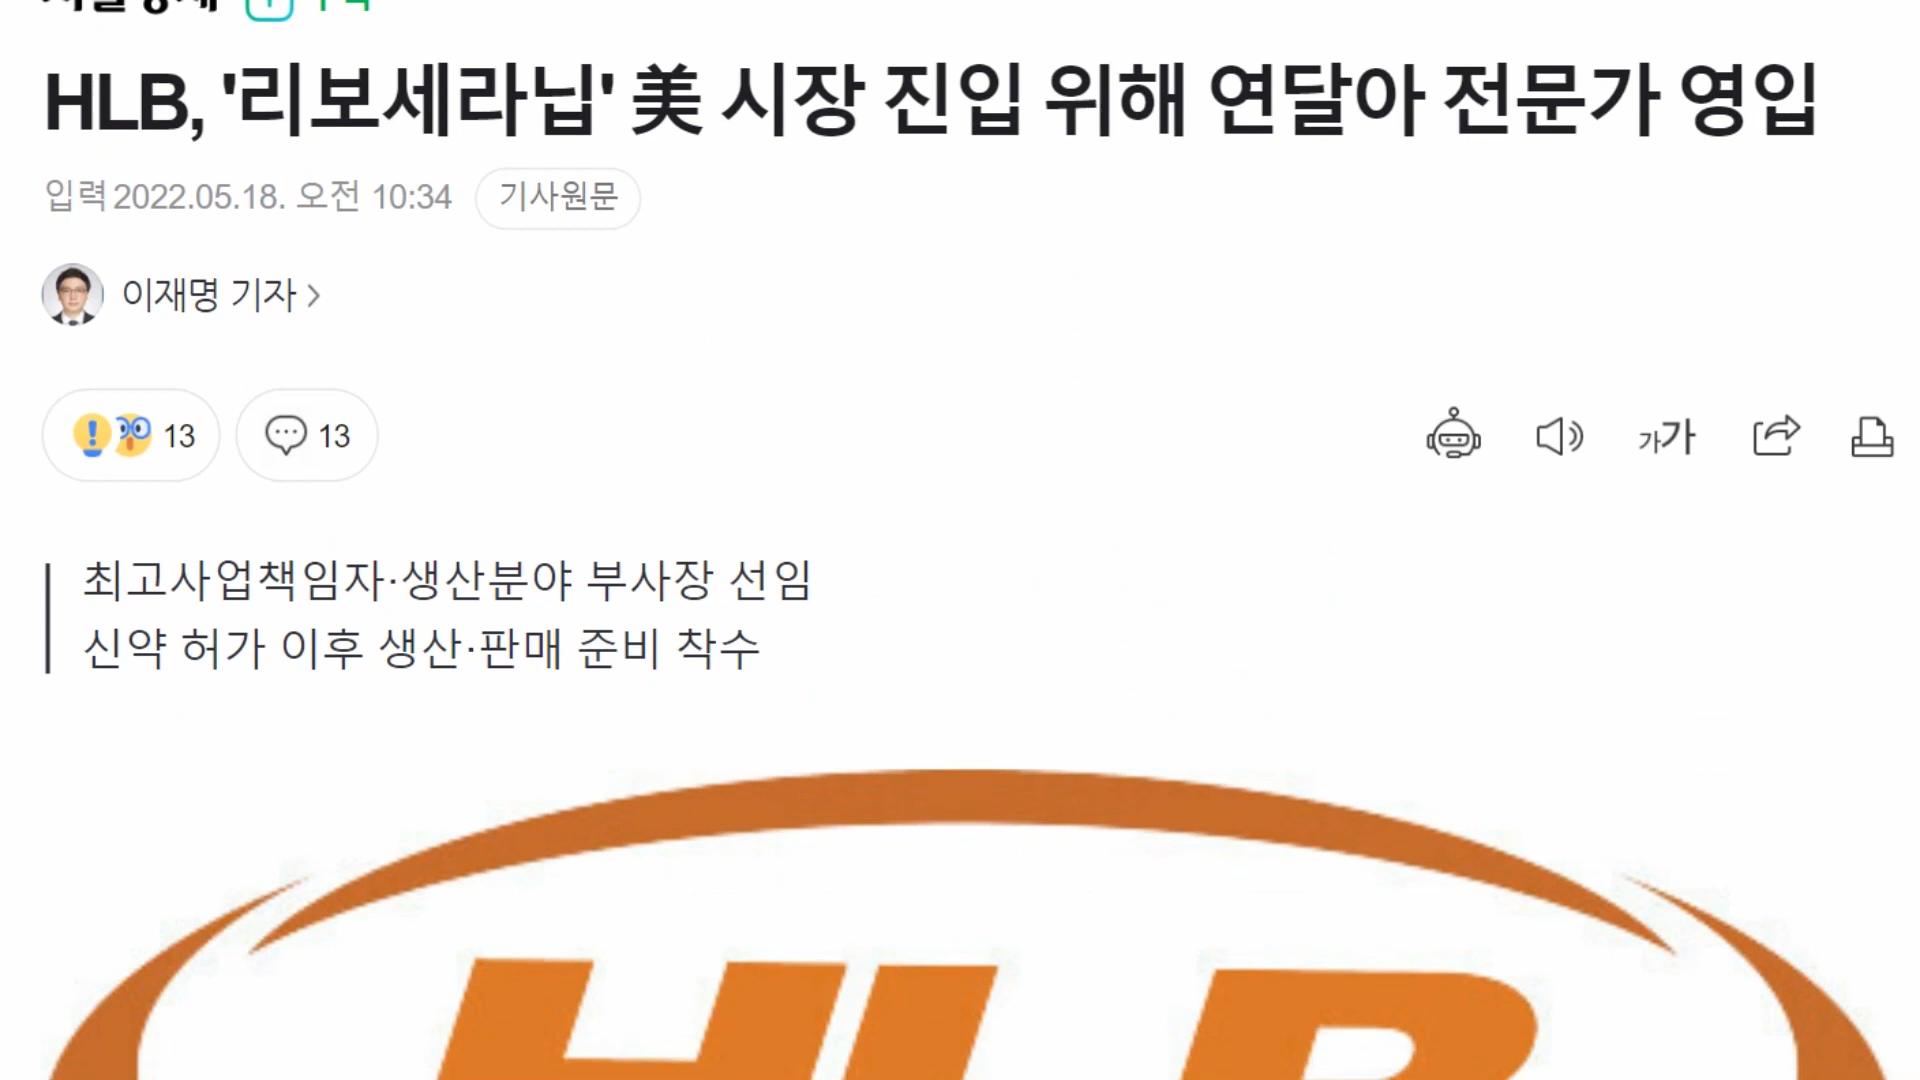 HLB, '리보세라닙' 美 시장 진입 위해 연달아 전문가 영입
입력 2022.05.18. 오전 10:34 기사원문
이재명 기자
13 13
가가
최고사업책임자·생산분야 부사장 선임
신약 허가 이후 생산·판매 준비 착수
HLB